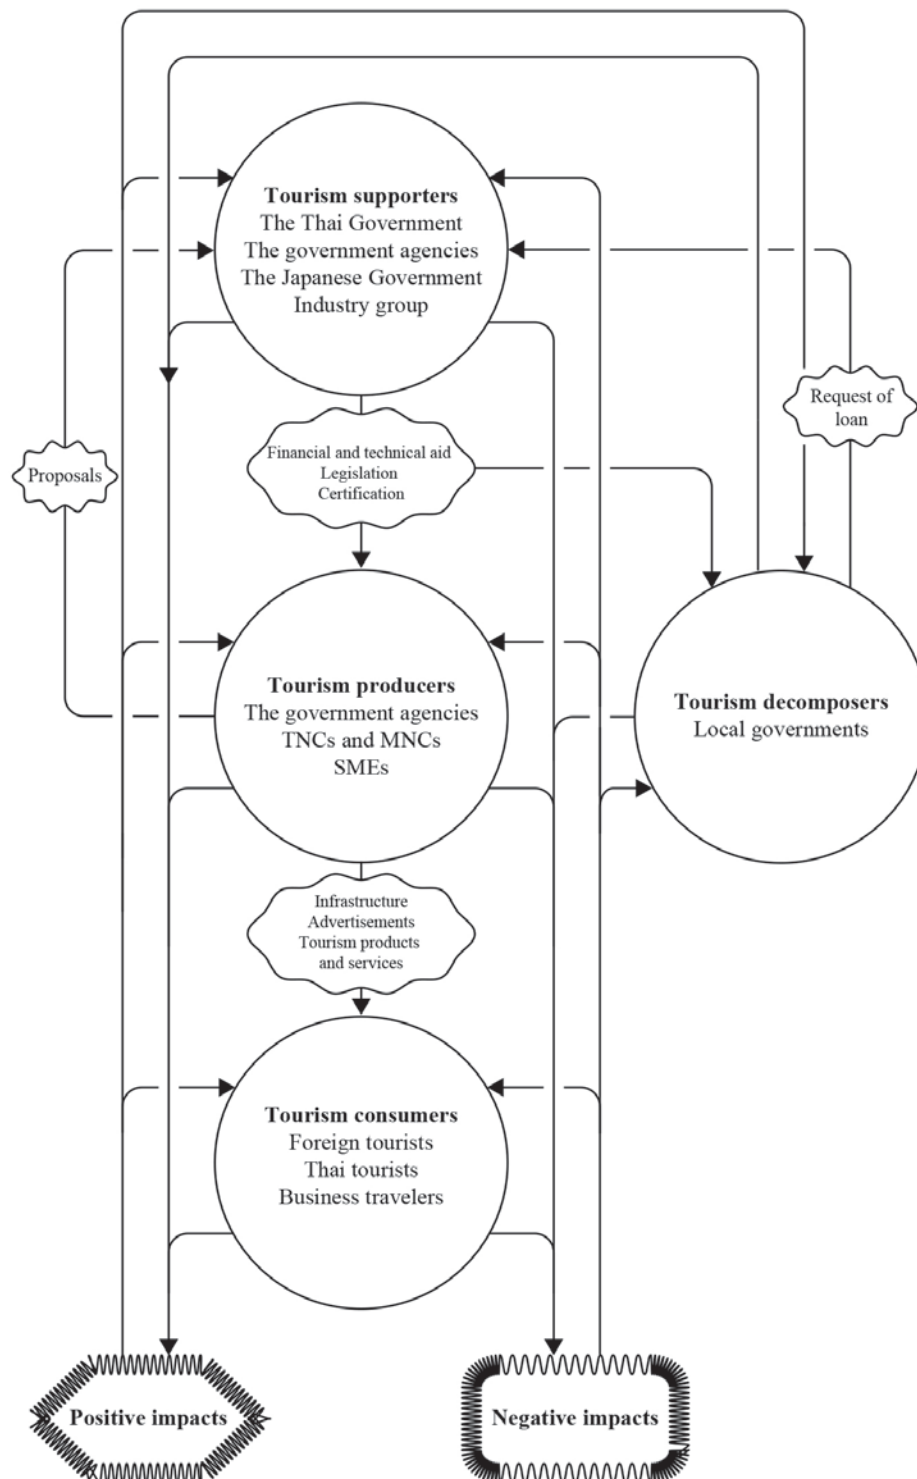 Tourism supporters
The Thai Government
The government agencies
The Japanese Government
Industry group
Request of
loan
Financial and technical aid
Legislation
Certification
Proposals
Tourism producers
The government agencies
TNCs and MNCs
SMEs
Tourism decomposers
Local governments
Infrastructure
Advertisements
Tourism products
and services
Tourism consumers
Foreign tourists
Thai tourists
Business travelers
Positive impacts
Negative impacts